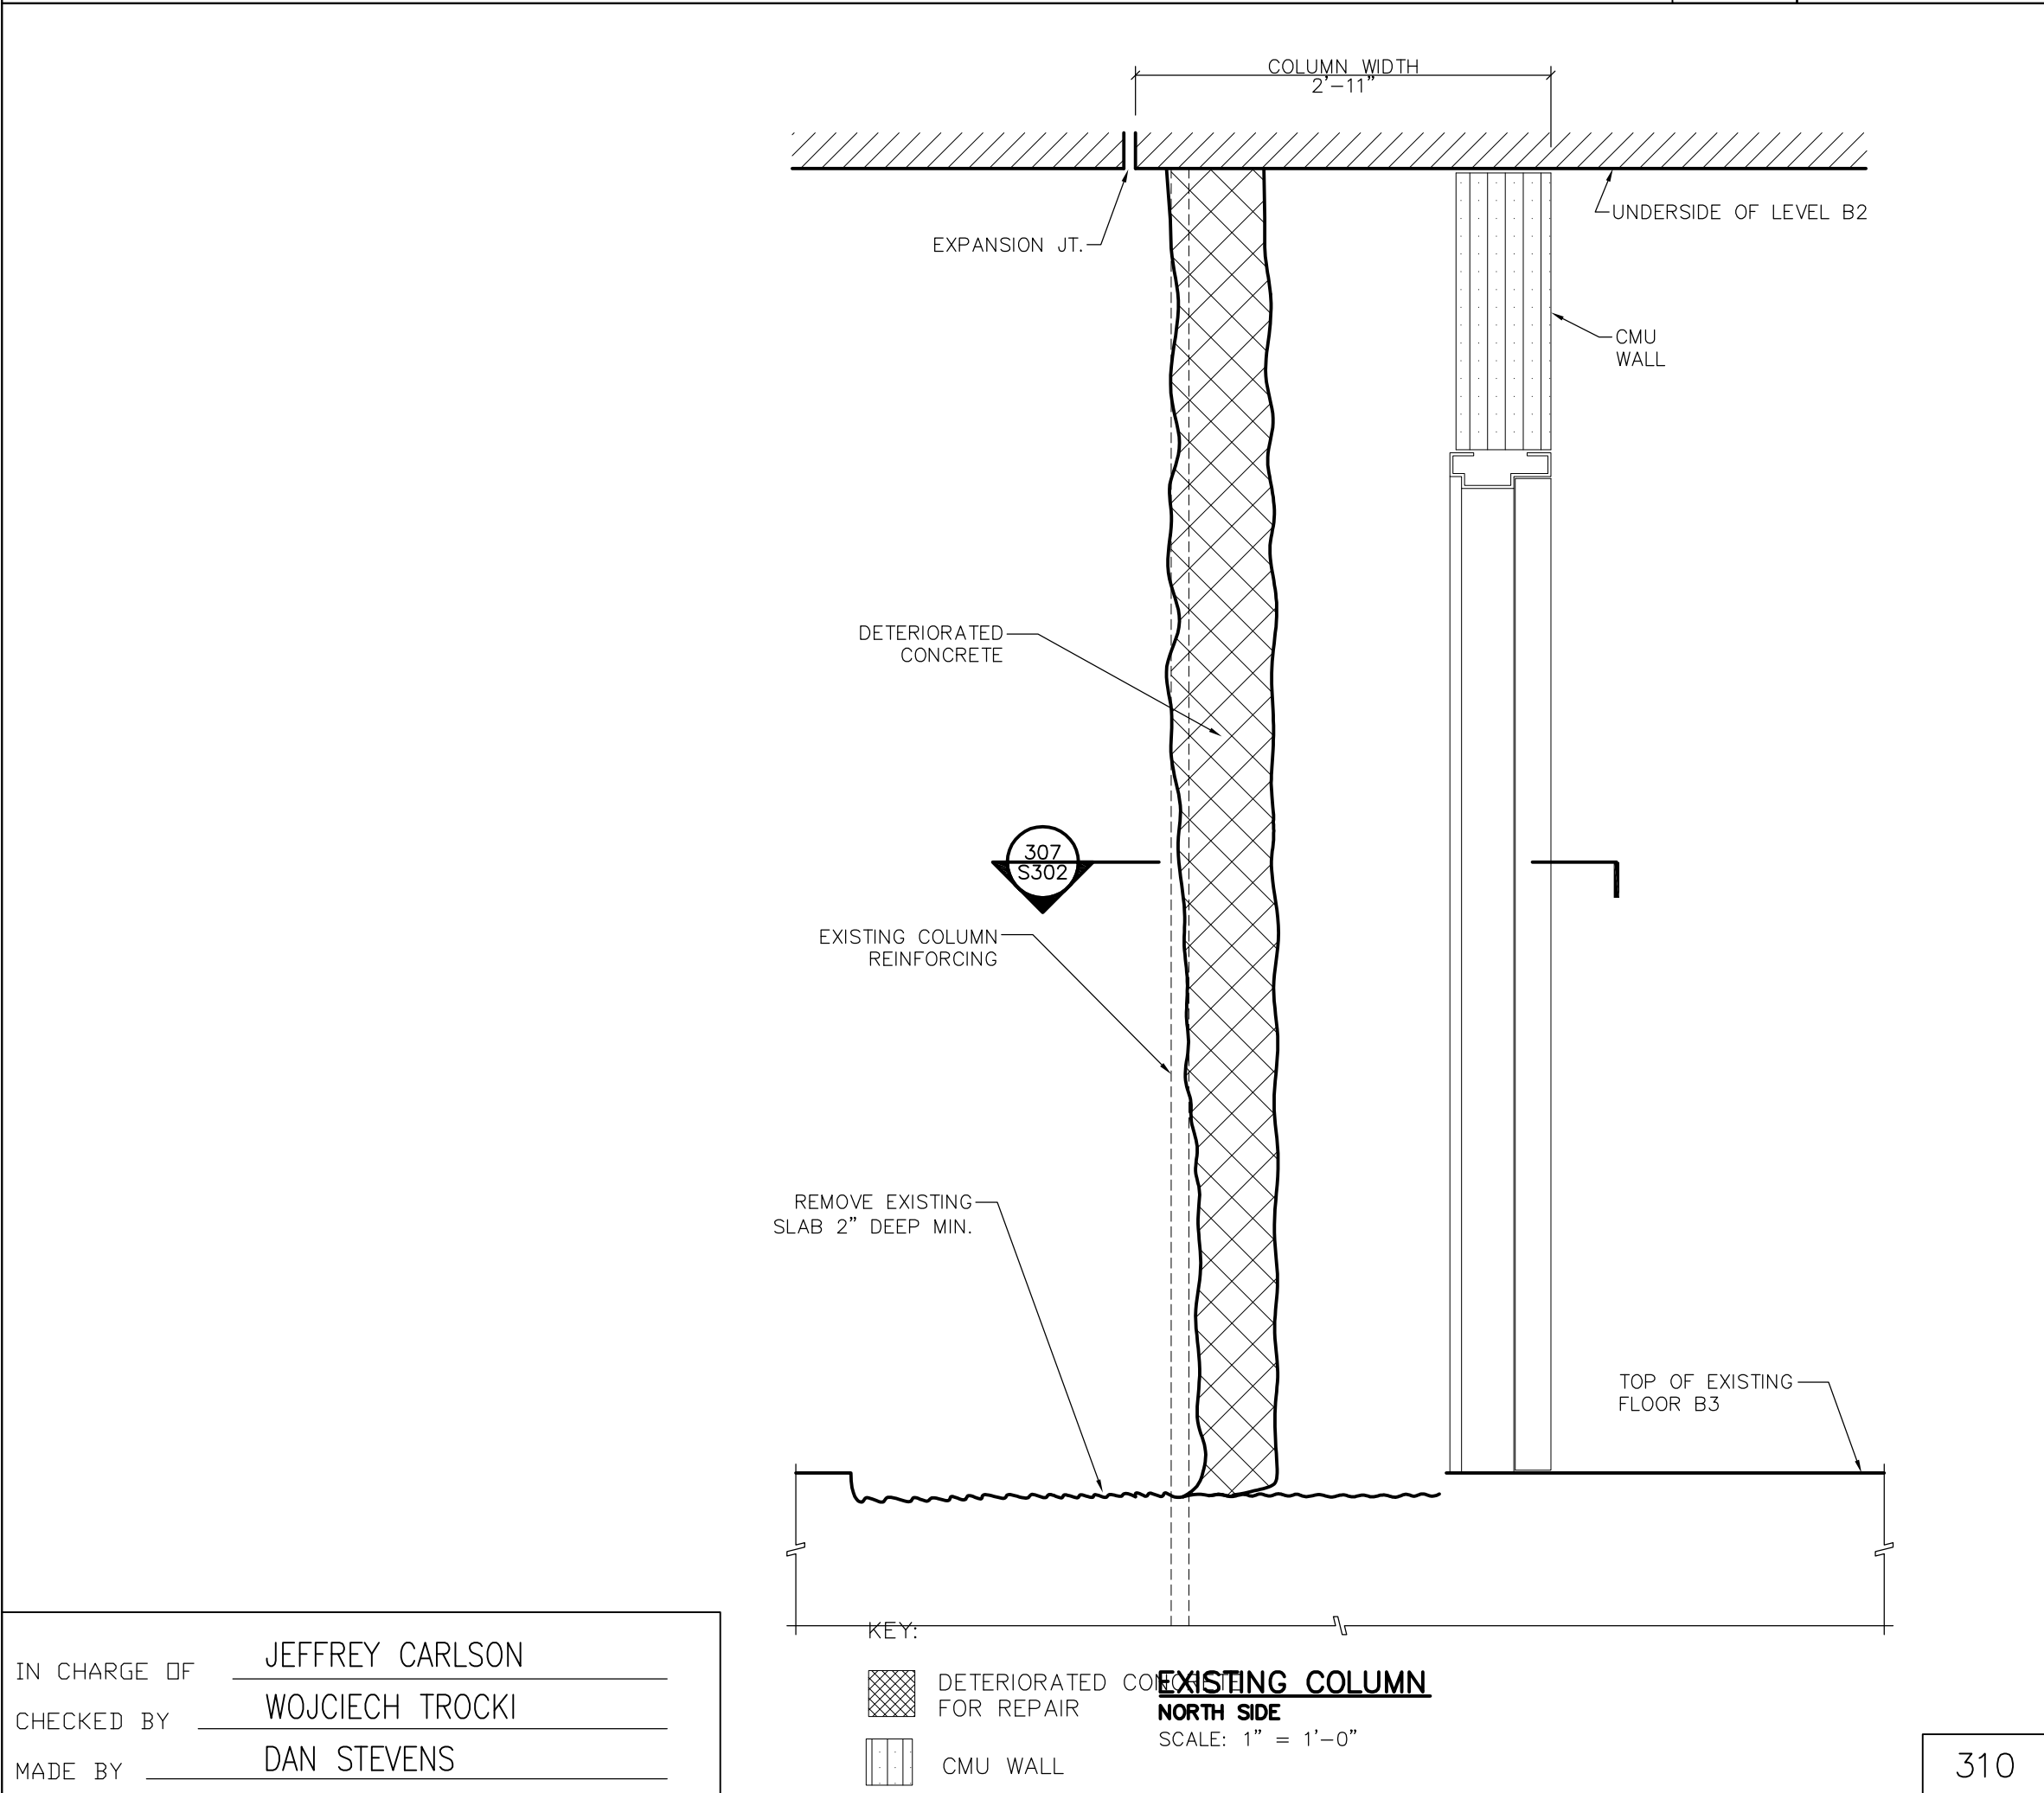 COLUMN WIDTH
2'-11"
UNDERSIDE OF LEVEL B2
EXPANSION JT.
CMU
WALL
DETERIORATED
CONCRETE
307
S302
EXISTING COLUMN
REINFORCING
REMOVE EXISTING
SLAB 2" DEEP MIN.
TOP OF EXISTING
FLOOR B3
KEY:
DETERIORATED CONCRETE
FOR REPAIR
CMU WALL
EXISTING COLUMN
NORTH SIDE
SCALE: 1" = 1'-0"
IN CHARGE OF JEFFREY CARLSON
CHECKED BY WOJCIECH TROCKI
MADE BY DAN STEVENS
310